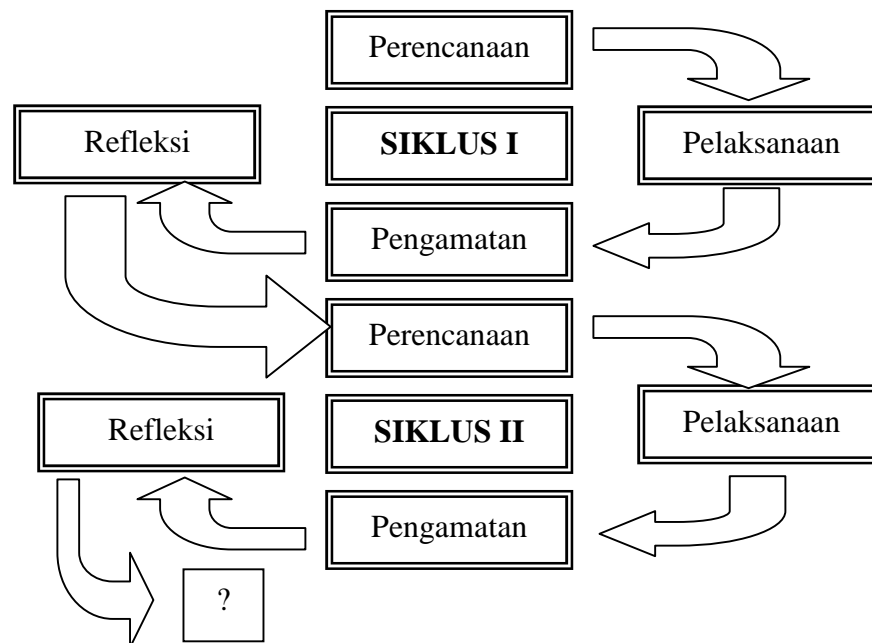 Perencanaan
Refleksi
SIKLUS I
Pelaksanaan
Pengamatan
Perencanaan
Refleksi
SIKLUS II
Pelaksanaan
Pengamatan
?